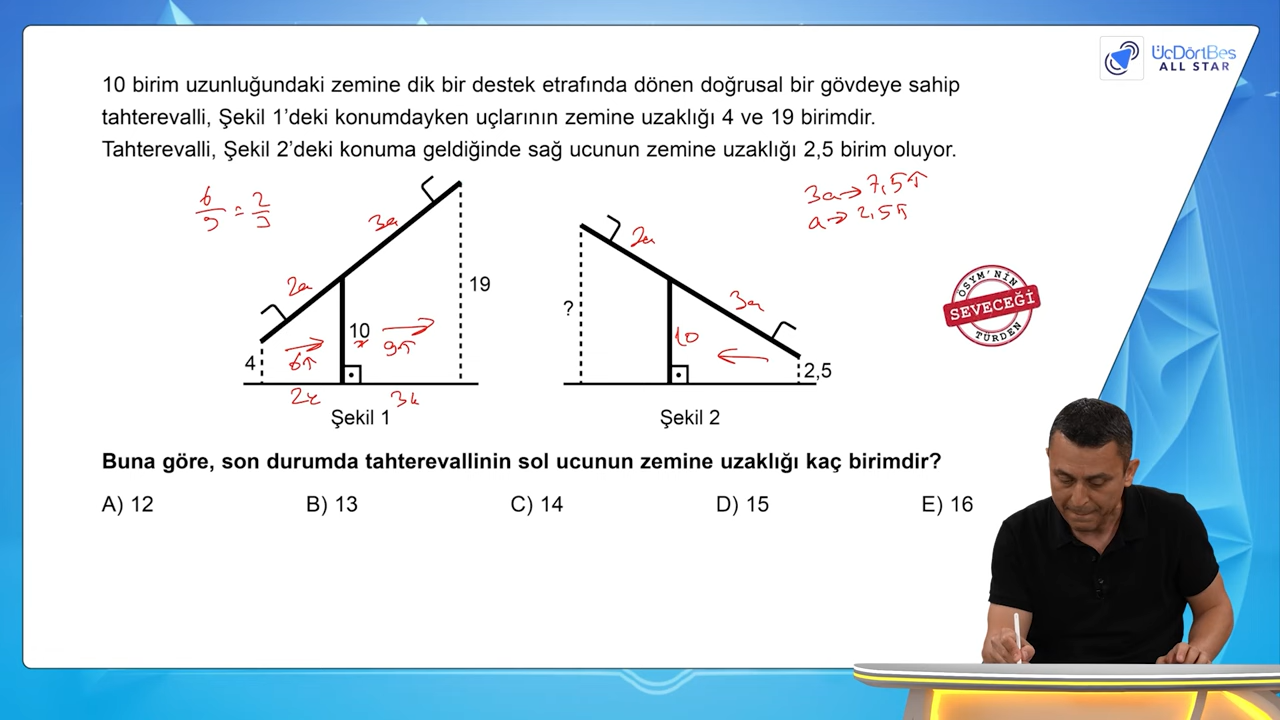 ÜçDörtBeş
ALL STAR
10 birim uzunluğundaki zemine dik bir destek etrafında dönen doğrusal bir gövdeye sahip
tahterevalli, Şekil 1’deki konumdayken uçlarının zemine uzaklığı 4 ve 19 birimdir.
Tahterevalli, Şekil 2’deki konuma geldiğinde sağ ucunun zemine uzaklığı 2,5 birim oluyor.
6/9 = 2/3
3a → 7,5↑
a → 2,5↑
3a
2a
19
10
4
6↑
9↑
2k
3k
Şekil 1
2a
3a
?
10
2,5
Şekil 2
ÖSYM’NİN
SEVECEĞİ
TÜRDEN
Buna göre, son durumda tahterevallinin sol ucunun zemine uzaklığı kaç birimdir?
A) 12 B) 13 C) 14 D) 15 E) 16